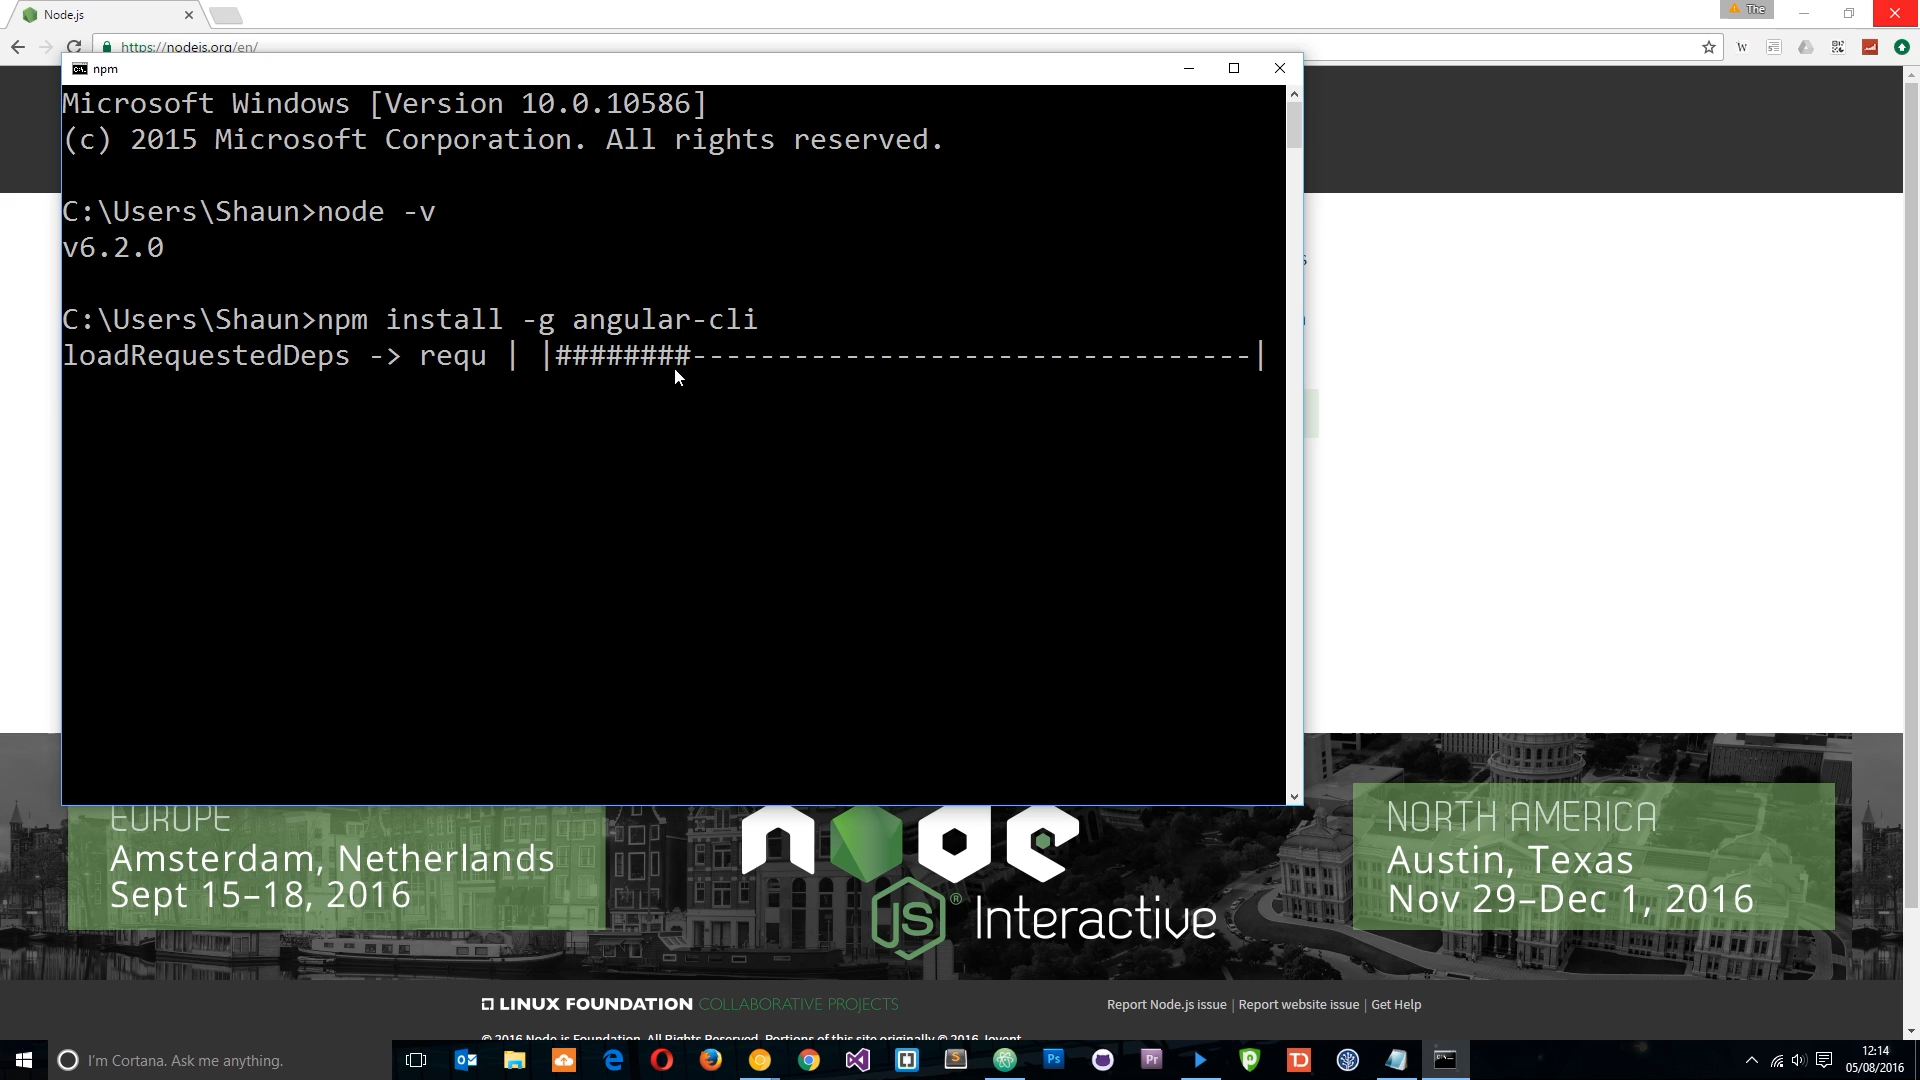 Node.js
The
https://nodejs.org/en/
npm
Microsoft Windows [Version 10.0.10586]
(c) 2015 Microsoft Corporation. All rights reserved.
C:\Users\Shaun>node -v
v6.2.0
C:\Users\Shaun>npm install -g angular-cli
loadRequestedDeps -> requ | |########---------------------------------|
EUROPE
Amsterdam, Netherlands
Sept 15–18, 2016
node
JS® Interactive
NORTH AMERICA
Austin, Texas
Nov 29–Dec 1, 2016
LINUX FOUNDATION COLLABORATIVE PROJECTS
Report Node.js issue | Report website issue | Get Help
© 2016 Node.js Foundation. All Rights Reserved. Portions of this site originally © 2016 Joyent.
I'm Cortana. Ask me anything.
12:14
05/08/2016